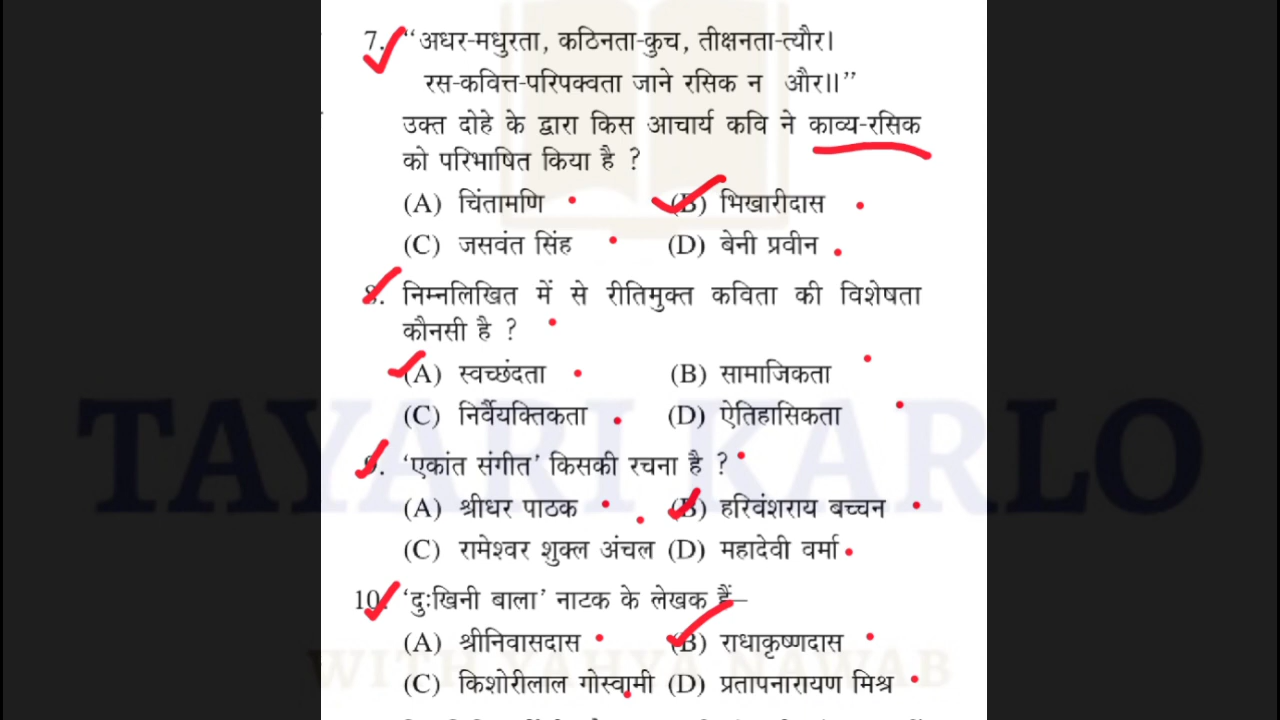 7. "अधर-मधुरता, कठिनता-कुच, तीक्षनता-त्यौर।
रस-कवित्त-परिपक्वता जाने रसिक न और॥"
उक्त दोहे के द्वारा किस आचार्य कवि ने काव्य-रसिक
को परिभाषित किया है ?
(A) चिंतामणि (B) भिखारीदास
(C) जसवंत सिंह (D) बेनी प्रवीन
8. निम्नलिखित में से रीतिमुक्त कविता की विशेषता
कौनसी है ?
(A) स्वच्छंदता (B) सामाजिकता
(C) निर्वैयक्तिकता (D) ऐतिहासिकता
TAYARI KARLO
9. 'एकांत संगीत' किसकी रचना है ?
(A) श्रीधर पाठक (B) हरिवंशराय बच्चन
(C) रामेश्वर शुक्ल अंचल (D) महादेवी वर्मा
10. 'दुःखिनी बाला' नाटक के लेखक हैं–
(A) श्रीनिवासदास (B) राधाकृष्णदास
WITH YAHYA NAWAB
(C) किशोरीलाल गोस्वामी (D) प्रतापनारायण मिश्र